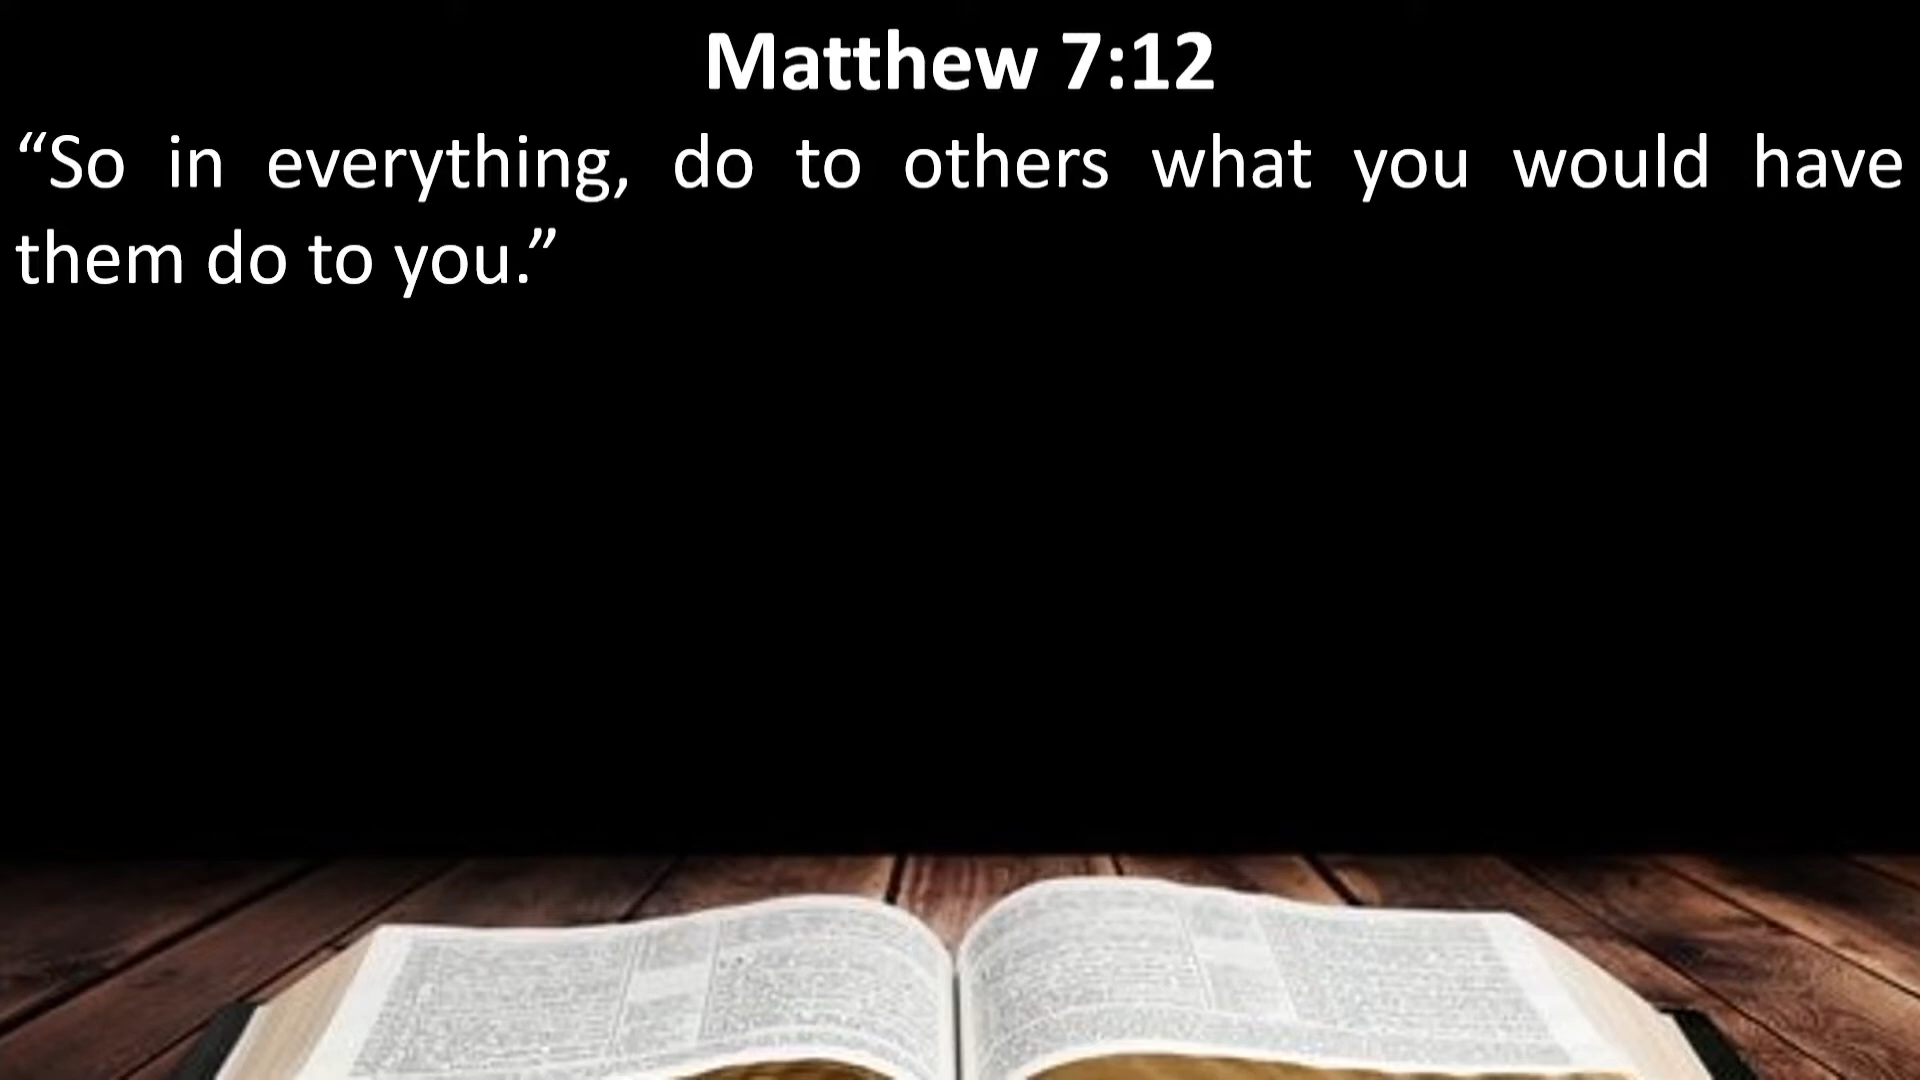 Matthew 7:12
“So in everything, do to others what you would have
them do to you.”